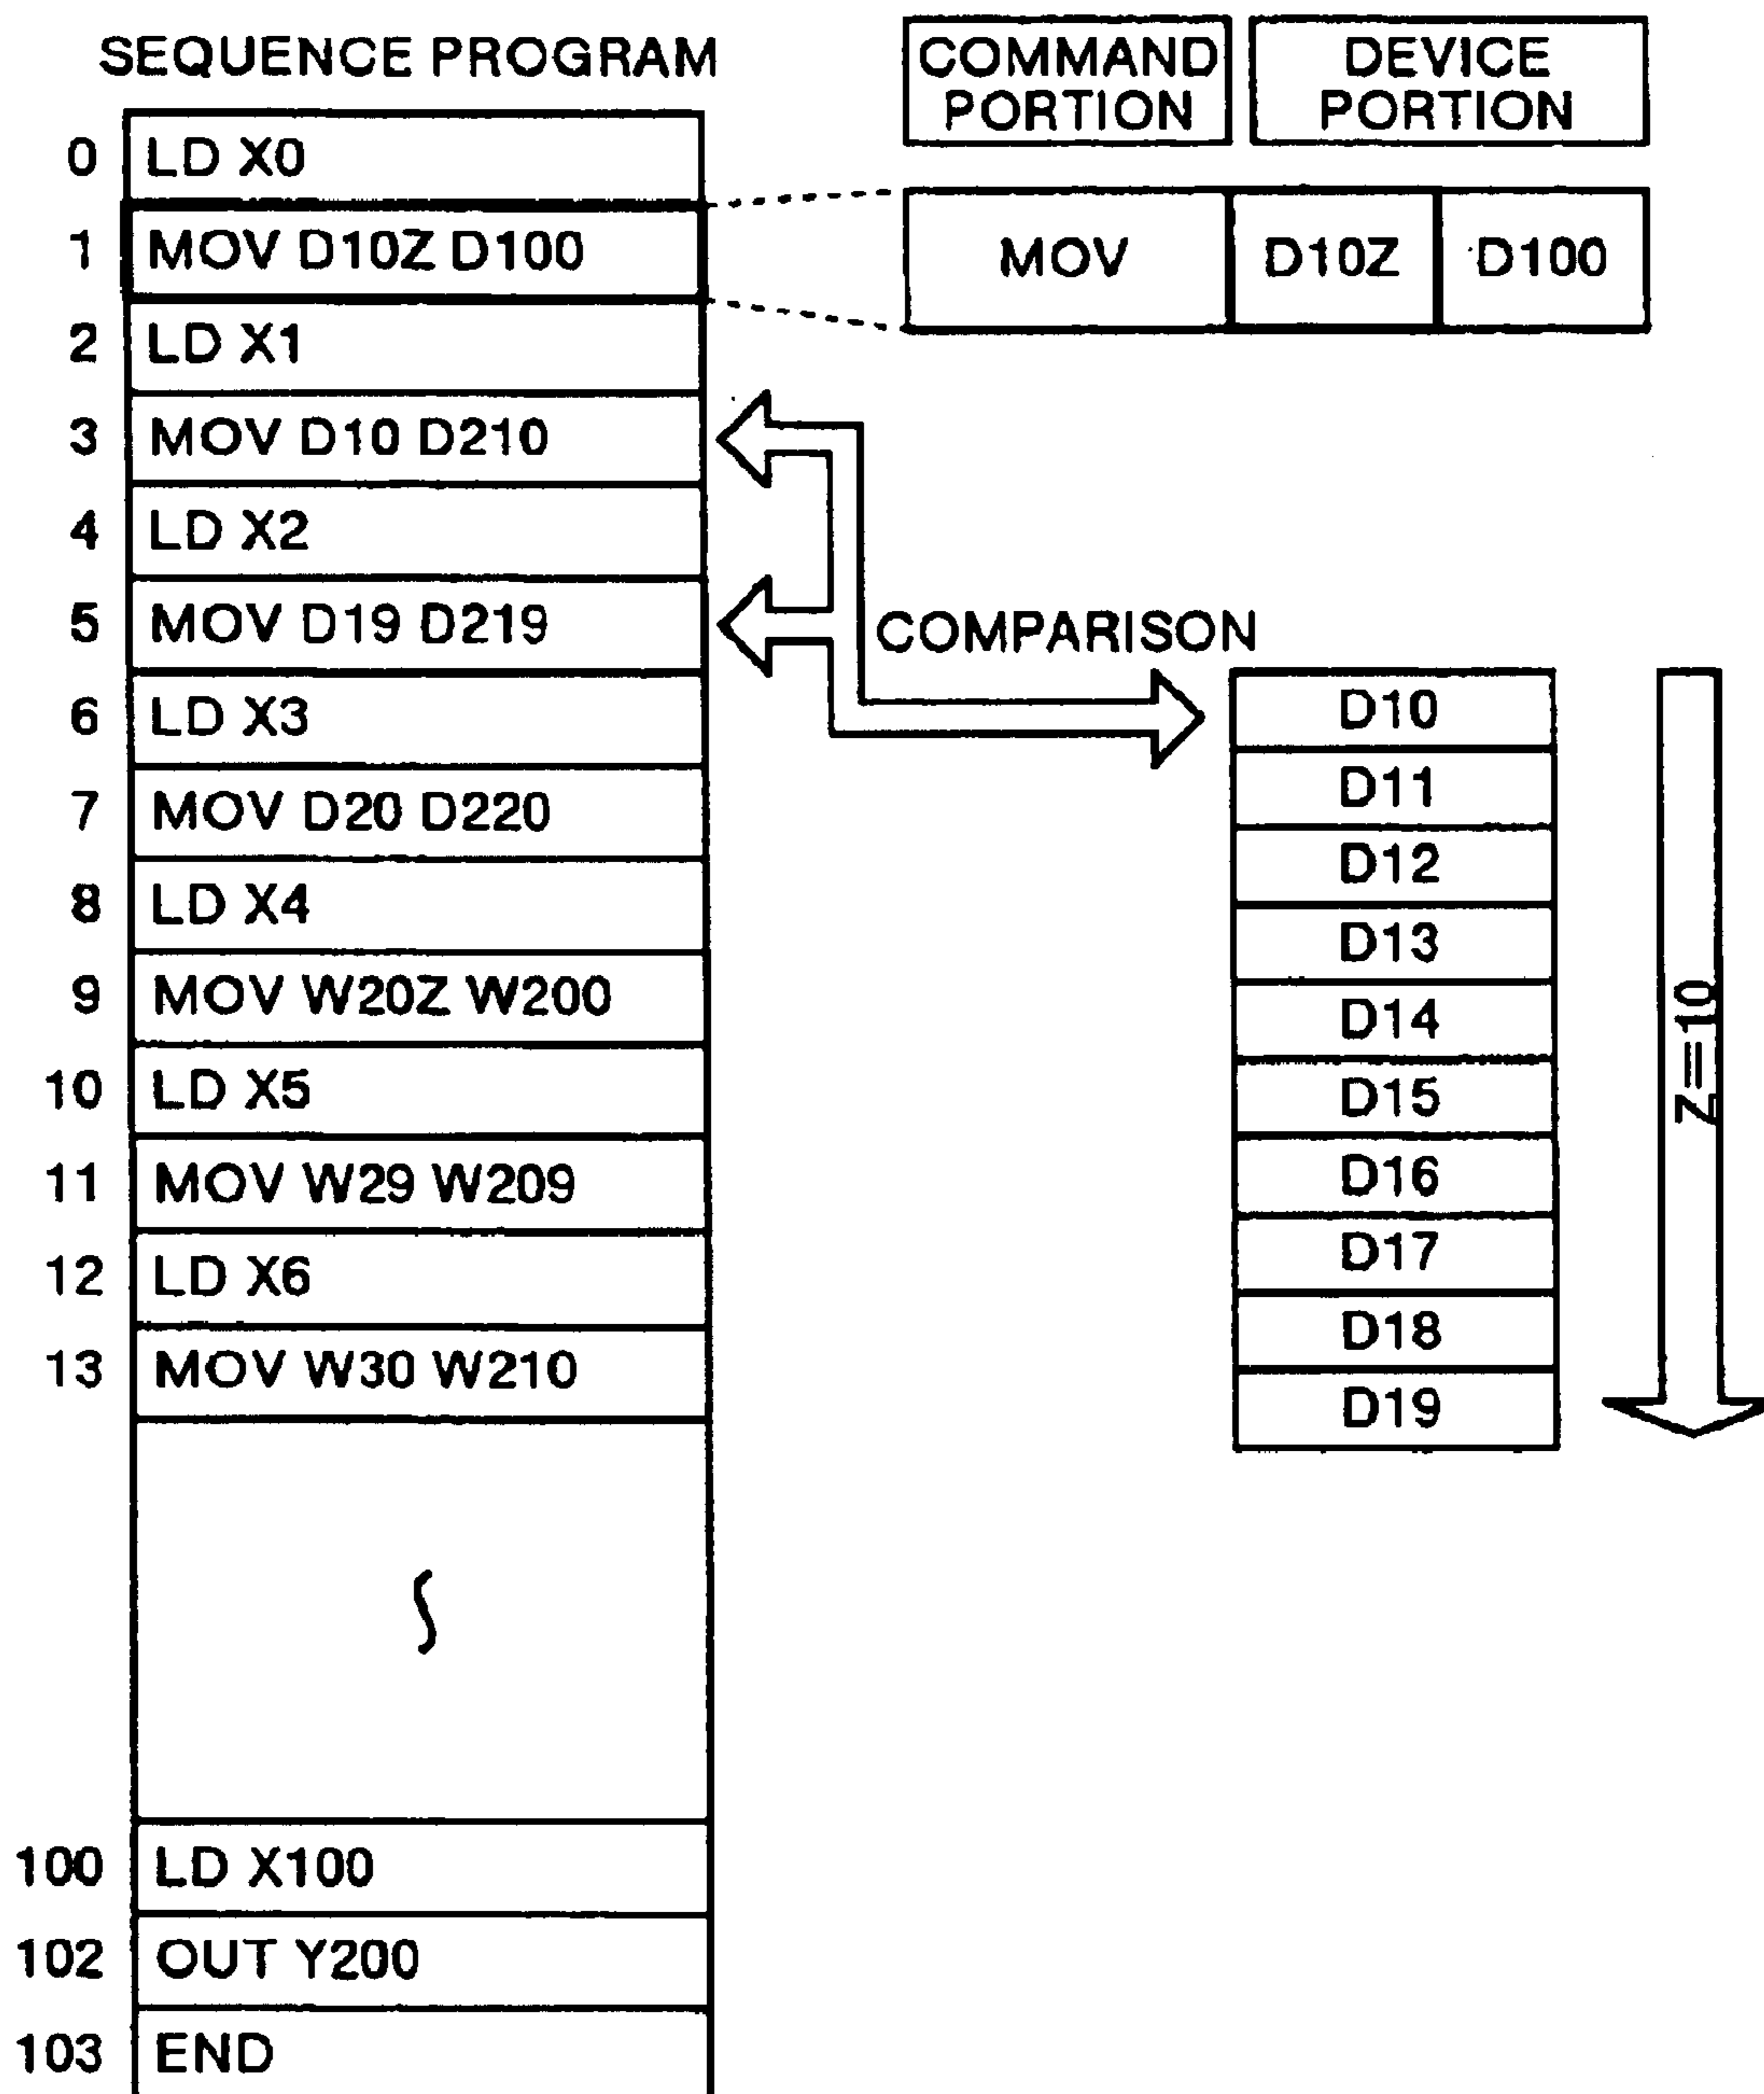 SEQUENCE PROGRAM
COMMAND PORTION
DEVICE PORTION
0 LD X0
1 MOV D10Z D100
MOV D10Z D100
2 LD X1
3 MOV D10 D210
4 LD X2
5 MOV D19 D219
COMPARISON
6 LD X3
7 MOV D20 D220
8 LD X4
9 MOV W20Z W200
10 LD X5
11 MOV W29 W209
12 LD X6
13 MOV W30 W210
100 LD X100
102 OUT Y200
103 END
D10
D11
D12
D13
D14
D15
D16
D17
D18
D19
Z=10